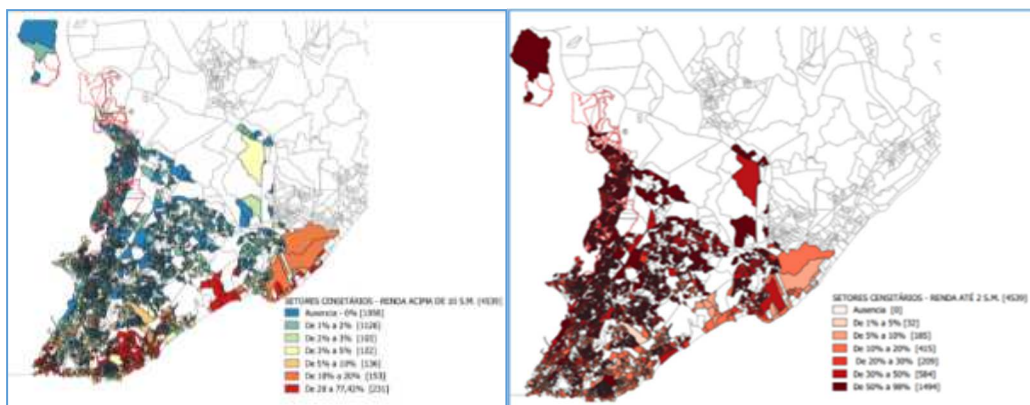 SETORES CENSITÁRIOS - RENDA ACIMA DE 10 S.M. [4539]
Ausencia - 0% [1858]
De 1% a 2% [1126]
De 2% a 3% [103]
De 3% a 5% [122]
De 5% a 10% [136]
De 10% a 20% [153]
De 20 a 77,42% [231]
SETORES CENSITÁRIOS - RENDA ATÉ 2 S.M. [4539]
Ausencia [0]
De 1% a 5% [32]
De 5% a 10% [185]
De 10% a 20% [415]
De 20% a 30% [209]
De 30% a 50% [584]
De 50% a 98% [1494]